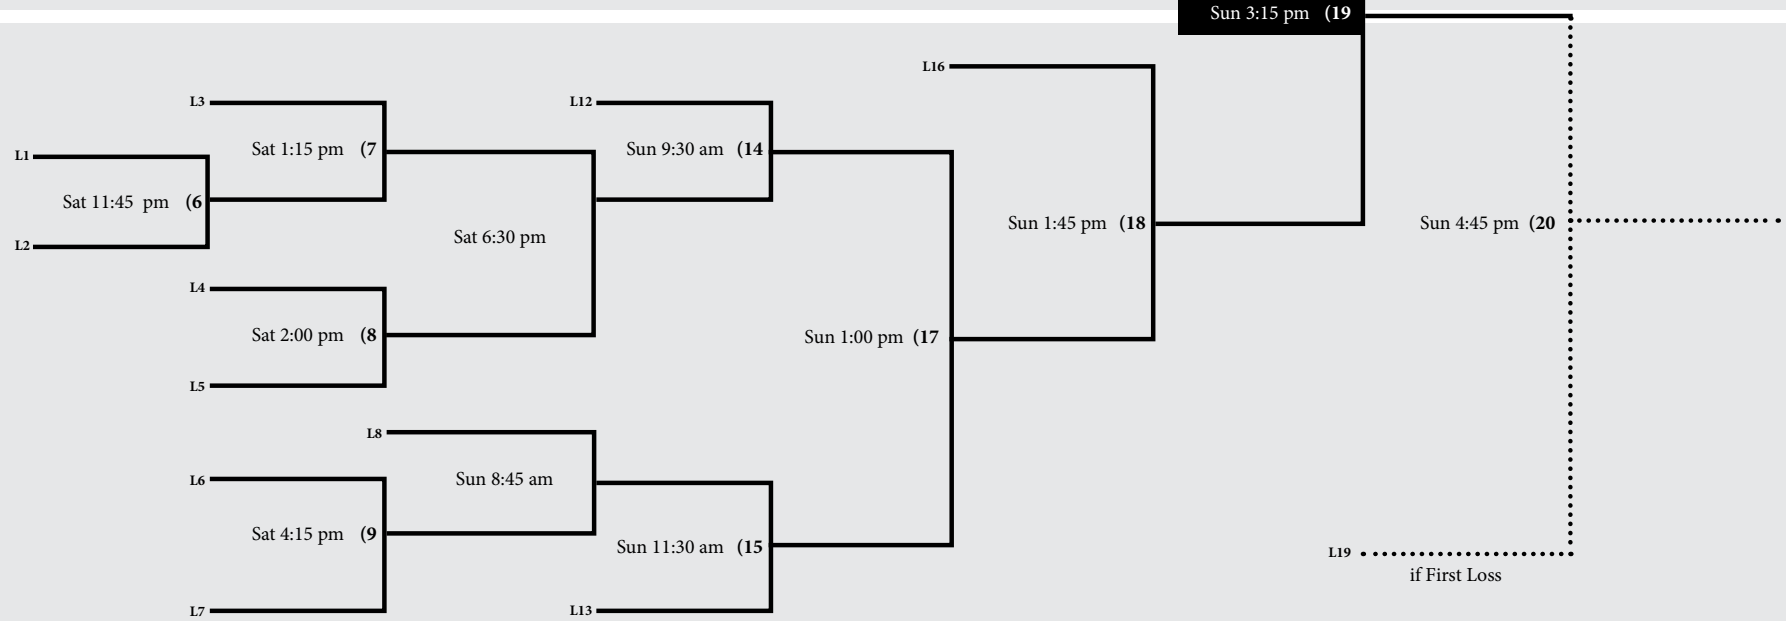 Sun 3:15 pm (19
L16
L3
L12
Sat 1:15 pm (7
Sun 9:30 am (14
L1
Sat 11:45 pm (6
Sun 1:45 pm (18
Sun 4:45 pm (20
Sat 6:30 pm
L2
L4
Sat 2:00 pm (8
Sun 1:00 pm (17
L5
L8
L6
Sun 8:45 am
Sat 4:15 pm (9
Sun 11:30 am (15
L19
if First Loss
L7
L13